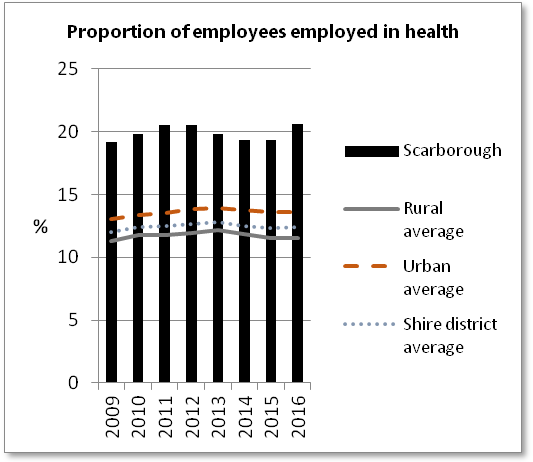 Proportion of employees employed in health
25
20
15
10
5
0
%
2009
2010
2011
2012
2013
2014
2015
2016
Scarborough
Rural
average
Urban
average
Shire district
average